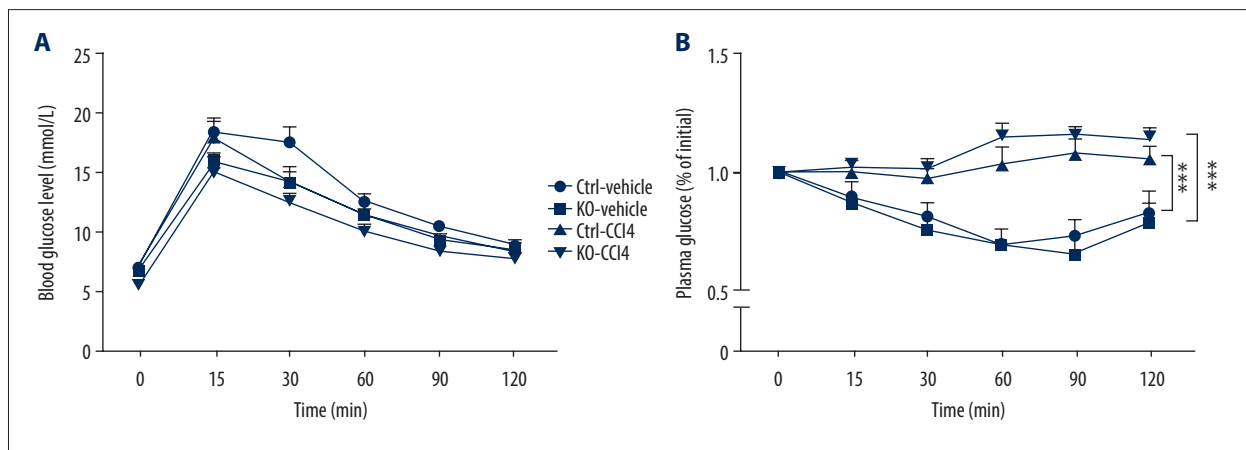 A
Blood glucose level (mmol/L)
25
20
15
10
5
0
0 15 30 60 90 120
Time (min)
Ctrl-vehicle
KO-vehicle
Ctrl-CCl4
KO-CCl4
B
Plasma glucose (% of initial)
1.5
1.0
0.5
0
0 15 30 60 90 120
Time (min)
***
***